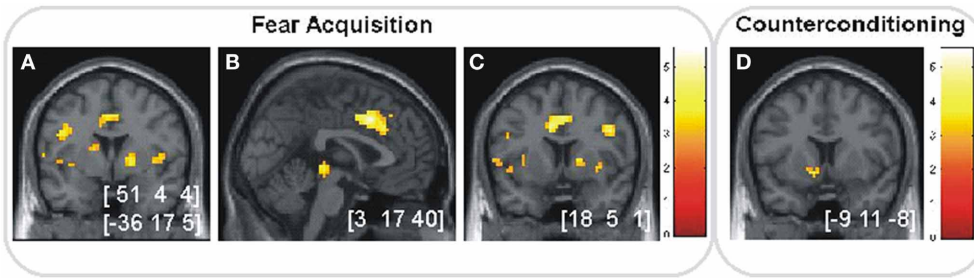 Fear Acquisition
Counterconditioning
A
B
C
D
5
4
3
2
1
0
5
4
3
2
1
0
[ 51 4 4]
[-36 17 5]
[3 17 40]
[18 5 1]
[-9 11 -8]